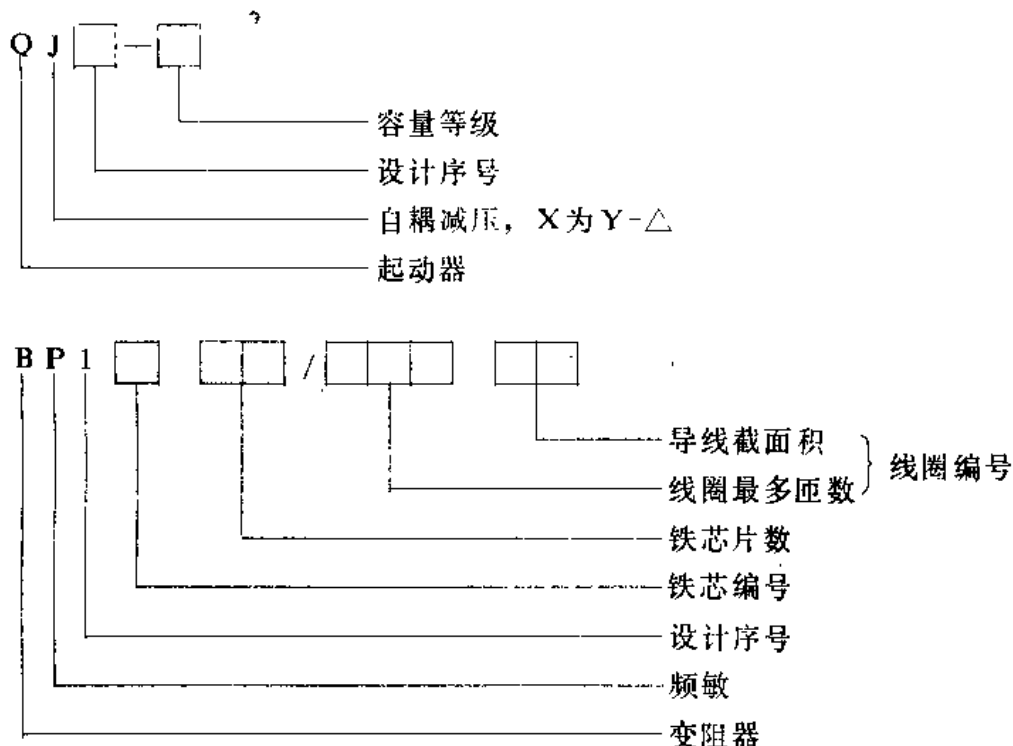 Q J □-□
容量等级
设计序号
自耦减压，X为Y-△
起动器
B P 1 □ □□/□□□ □□
导线截面积
线圈最多匝数
线圈编号
铁芯片数
铁芯编号
设计序号
频敏
变阻器